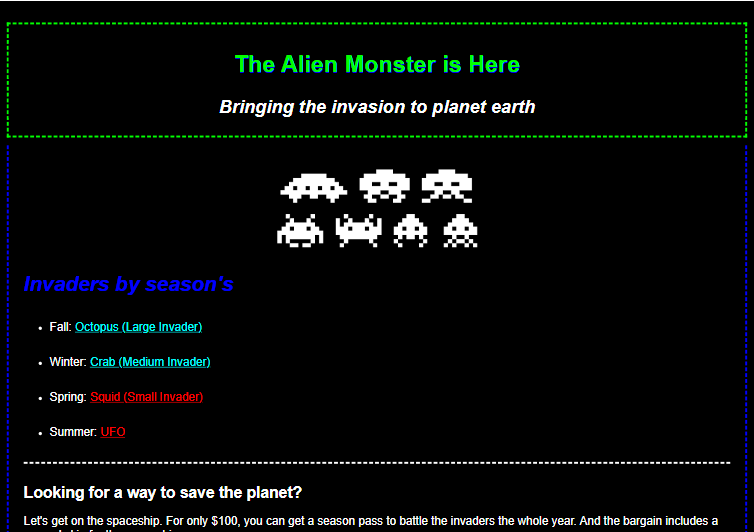 The Alien Monster is Here
Bringing the invasion to planet earth
Invaders by season's
Fall: Octopus (Large Invader)
Winter: Crab (Medium Invader)
Spring: Squid (Small Invader)
Summer: UFO
Looking for a way to save the planet?
Let's get on the spaceship. For only $100, you can get a season pass to battle the invaders the whole year. And the bargain includes a